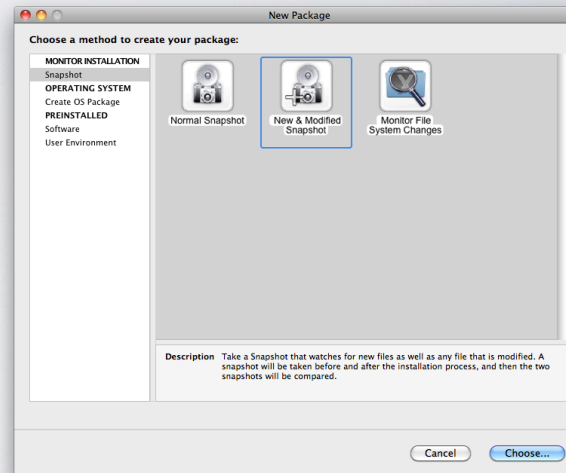 New Package
Choose a method to create your package:
MONITOR INSTALLATION
Snapshot
OPERATING SYSTEM
Create OS Package
PREINSTALLED
Software
User Environment
Normal Snapshot
New & Modified
Snapshot
Monitor File
System Changes
Description Take a Snapshot that watches for new files as well as any file that is modified. A
snapshot will be taken before and after the installation process, and then the two
snapshots will be compared.
Cancel
Choose...